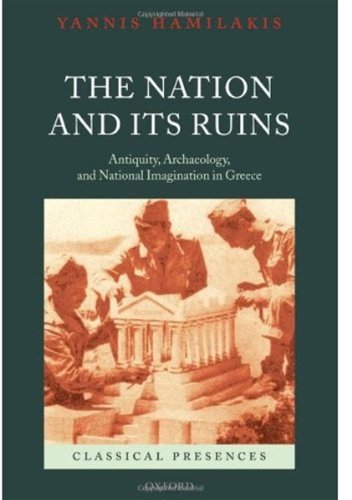 YANNIS HAMILAKIS
THE NATION
AND ITS RUINS
Antiquity, Archaeology,
and National Imagination in Greece
CLASSICAL PRESENCES
OXFORD